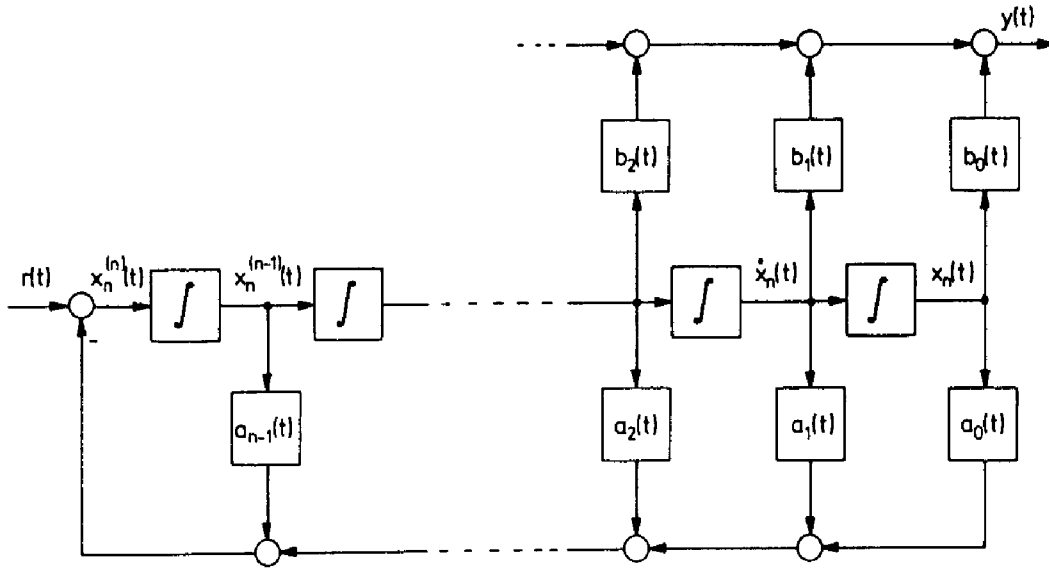 y(t)
b₂(t) b₁(t) b₀(t)
r(t) xₙ⁽ⁿ⁾(t) ∫ xₙ⁽ⁿ⁻¹⁾(t) ∫ ∫ ẋₙ(t) ∫ xₙ(t)
-
aₙ₋₁(t) a₂(t) a₁(t) a₀(t)